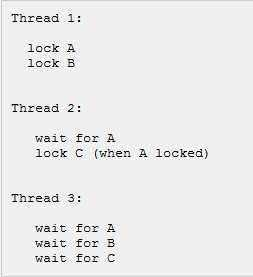 Thread 1:
lock A
lock B
Thread 2:
wait for A
lock C (when A locked)
Thread 3:
wait for A
wait for B
wait for C